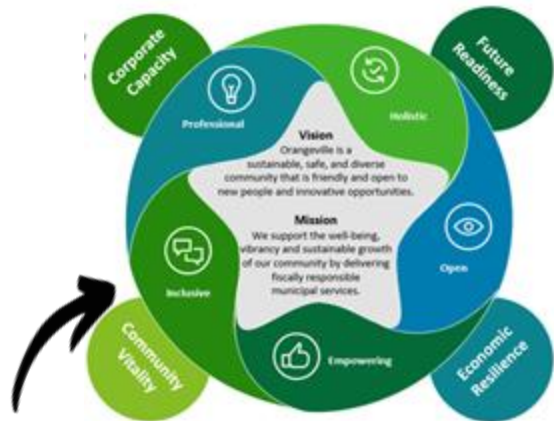 Corporate
Capacity
Future
Readiness
Professional
Holistic
Vision
Orangeville is a
sustainable, safe, and diverse
community that is friendly and open to
new people and innovative opportunities.
Mission
We support the well-being,
vibrancy and sustainable growth
of our community by delivering
fiscally responsible
municipal services.
Open
Inclusive
Empowering
Community
Vitality
Economic
Resilience